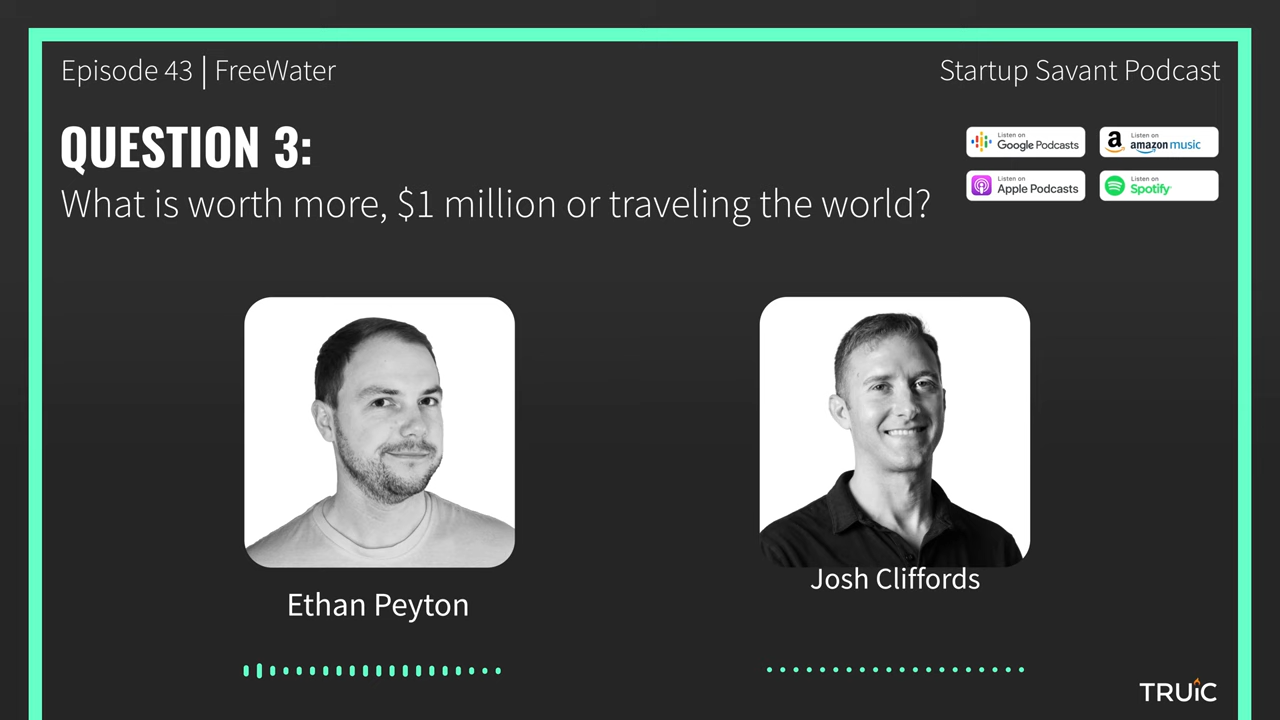 Episode 43 | FreeWater
Startup Savant Podcast
QUESTION 3:
What is worth more, $1 million or traveling the world?
Listen on
Google Podcasts
Listen on
amazon music
Listen on
Apple Podcasts
Listen on
Spotify
Ethan Peyton
Josh Cliffords
TRUiC